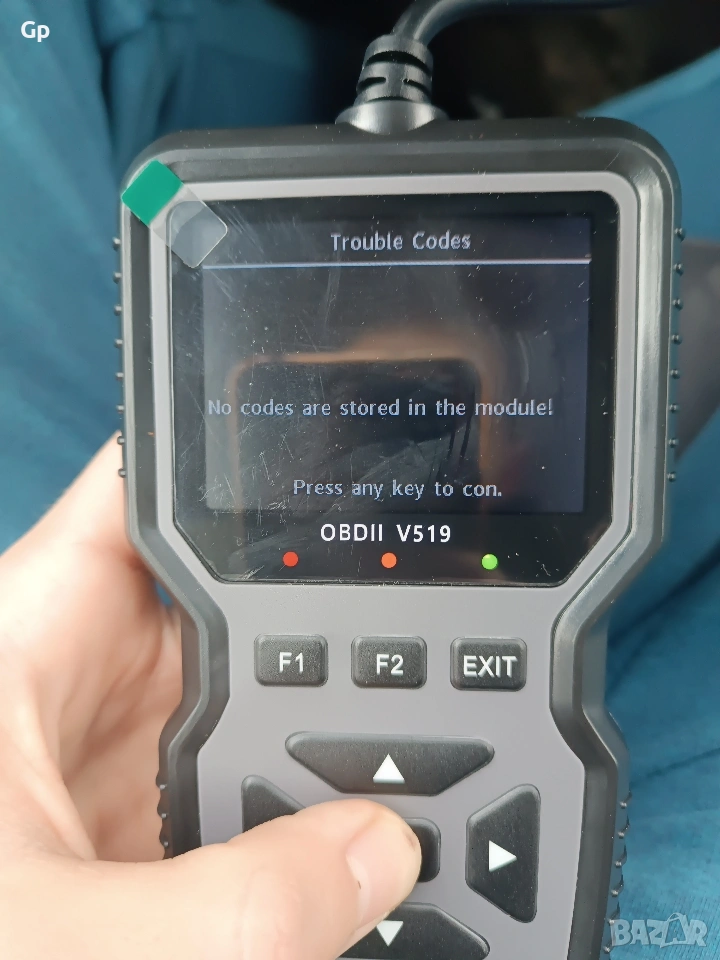 Gp
Trouble Codes
No codes are stored in the module!
Press any key to con.
OBDII V519
F1 F2 EXIT
BAZAR